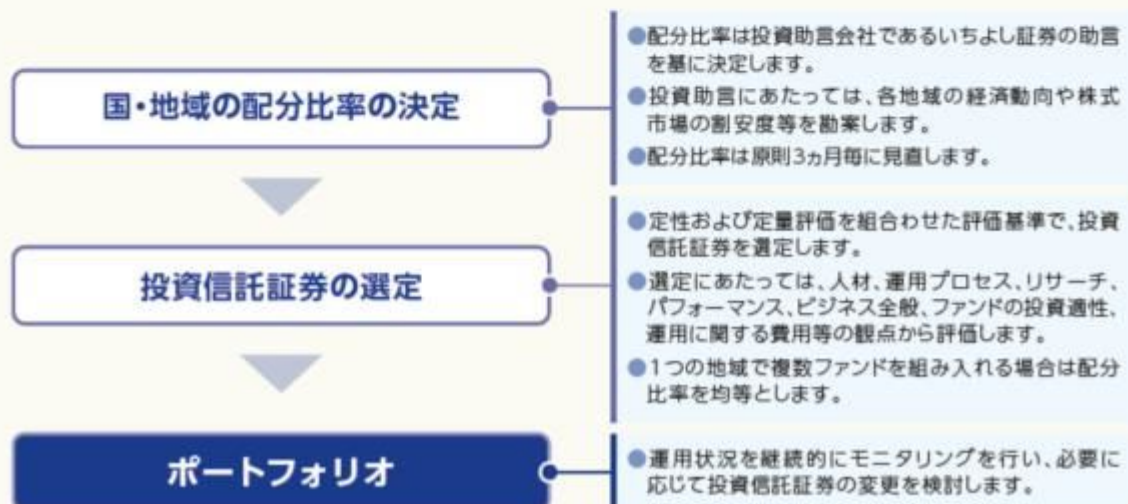 国・地域の配分比率の決定
●配分比率は投資助言会社であるいちよし証券の助言
を基に決定します。
●投資助言にあたっては、各地域の経済動向や株式
市場の割安度等を勘案します。
●配分比率は原則3ヵ月毎に見直します。
投資信託証券の選定
●定性および定量評価を組合わせた評価基準で、投資
信託証券を選定します。
●選定にあたっては、人材、運用プロセス、リサーチ、
パフォーマンス、ビジネス全般、ファンドの投資適性、
運用に関する費用等の観点から評価します。
●1つの地域で複数ファンドを組み入れる場合は配分
比率を均等とします。
ポートフォリオ
●運用状況を継続的にモニタリングを行い、必要に
応じて投資信託証券の変更を検討します。